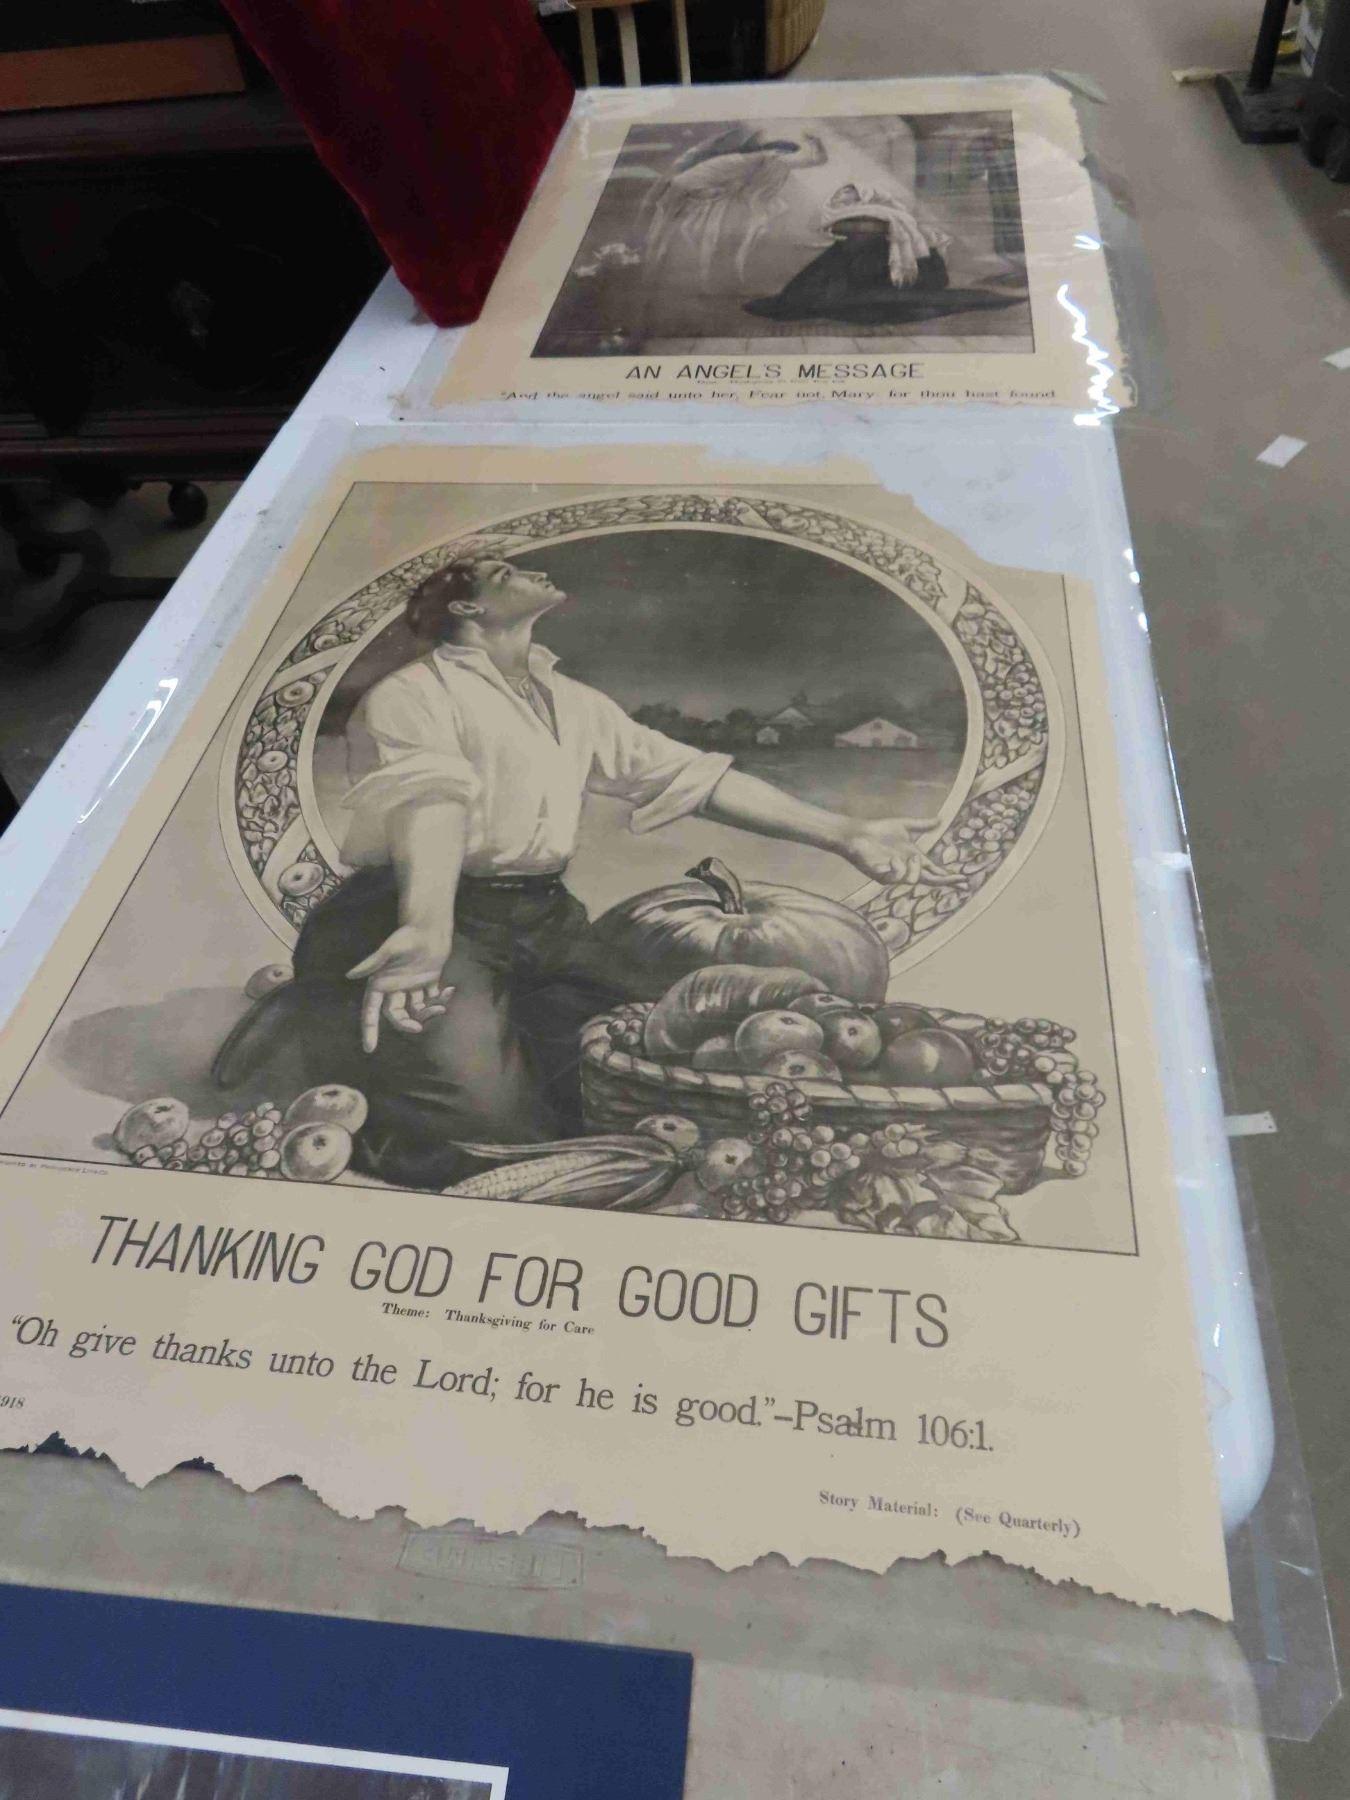 AN ANGEL'S MESSAGE
"And the angel said unto her, Fear not, Mary: for thou hast found
THANKING GOD FOR GOOD GIFTS
Theme: Thanksgiving for Care
"Oh give thanks unto the Lord; for he is good."—Psalm 106:1.
918
Story Material: (See Quarterly)
LIFETIME